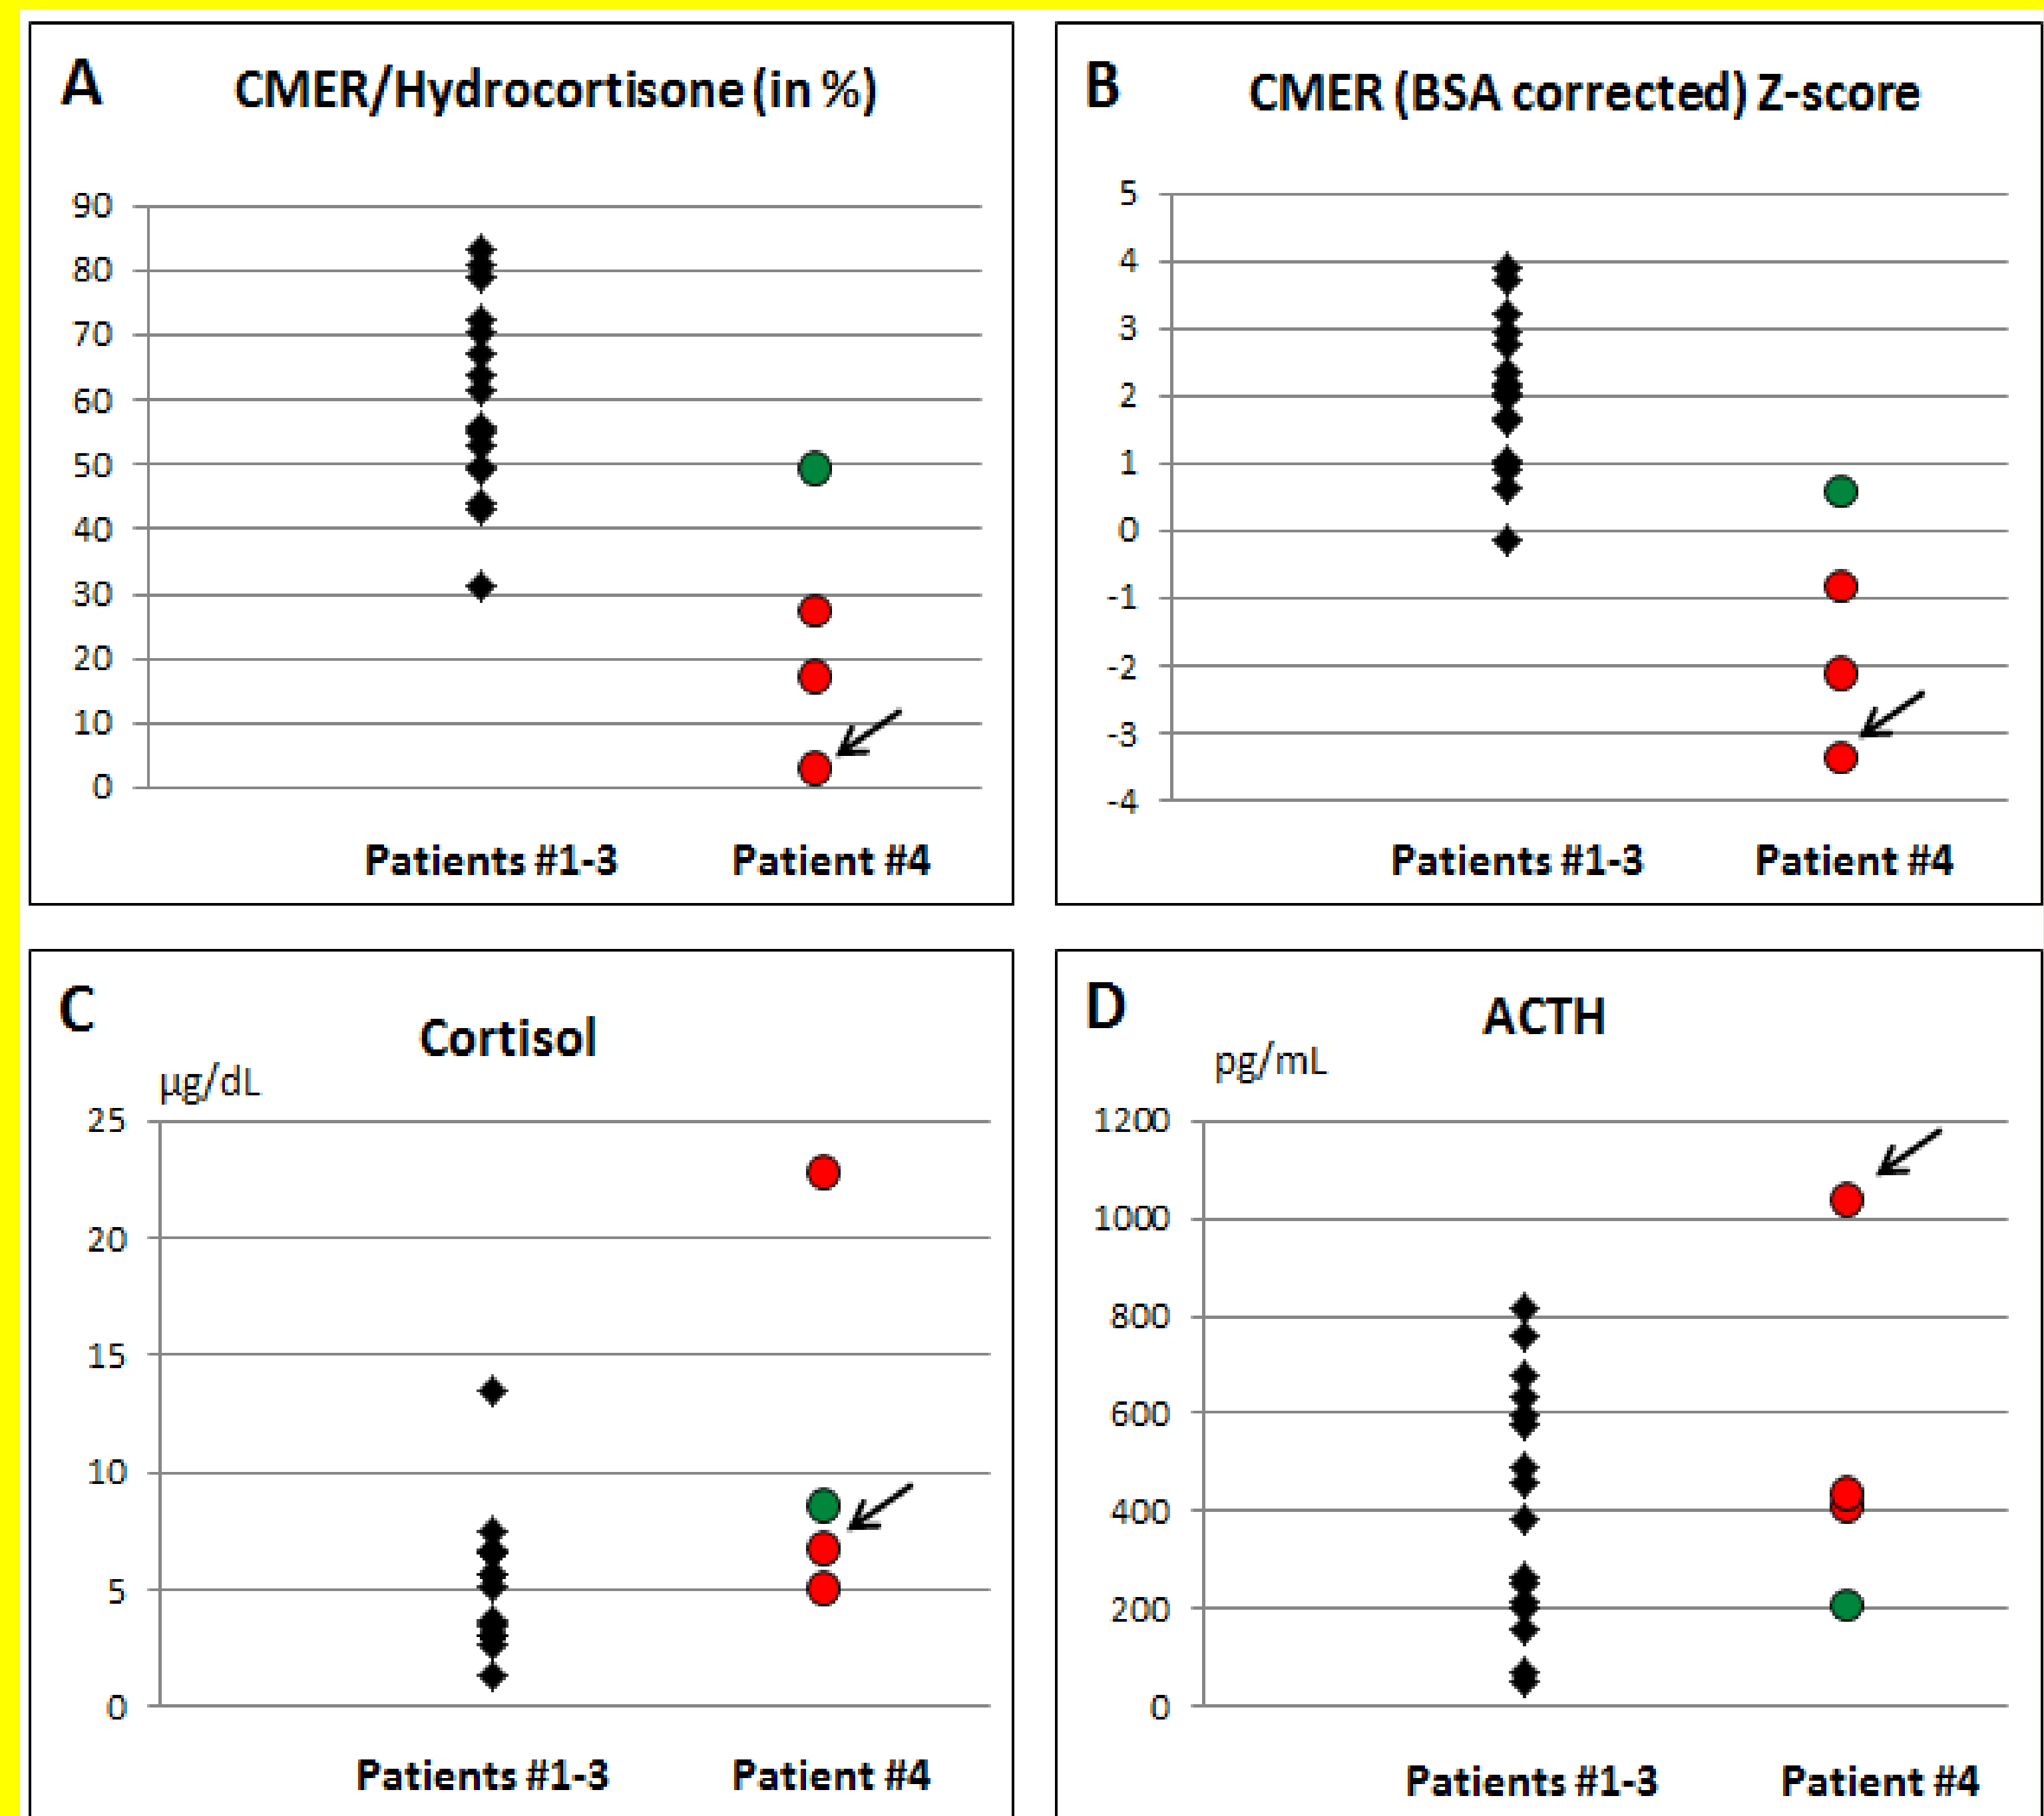 A
CMER/Hydrocortisone (in %)
90
80
70
60
50
40
30
20
10
0
Patients #1-3
Patient #4
B
CMER (BSA corrected) Z-score
5
4
3
2
1
0
-1
-2
-3
-4
Patients #1-3
Patient #4
C
Cortisol
µg/dL
25
20
15
10
5
0
Patients #1-3
Patient #4
D
ACTH
pg/mL
1200
1000
800
600
400
200
0
Patients #1-3
Patient #4